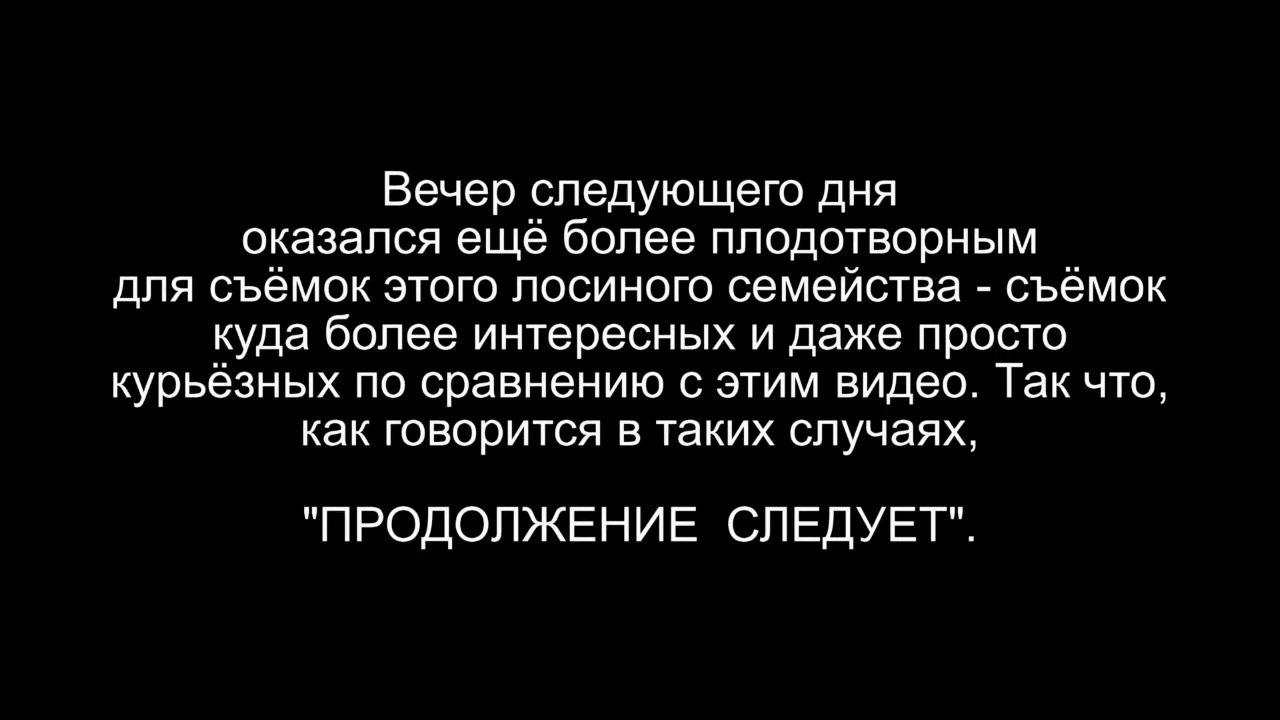 Вечер следующего дня
оказался ещё более плодотворным
для съёмок этого лосиного семейства - съёмок
куда более интересных и даже просто
курьёзных по сравнению с этим видео. Так что,
как говорится в таких случаях,
"ПРОДОЛЖЕНИЕ СЛЕДУЕТ".